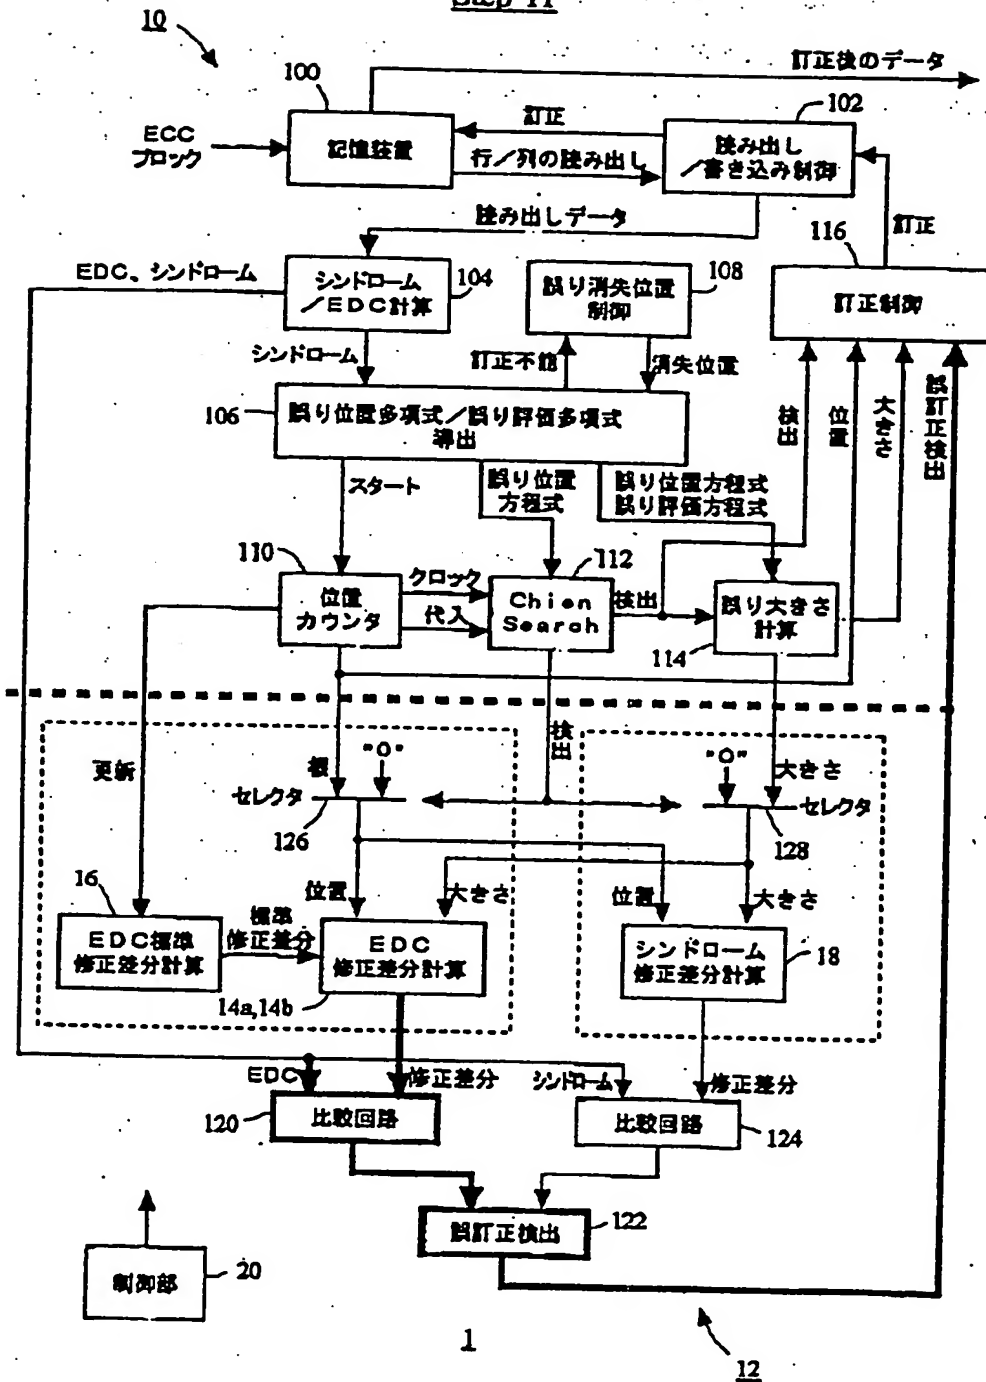 Step 11
10
訂正後のデータ
100
102
ECC
ブロック
記憶装置
訂正
読み出し
／書き込み制御
行／列の読み出し
読み出しデータ
訂正
116
EDC、シンドローム
シンドローム
／EDC計算
104
誤り消失位置
制御
108
訂正制御
シンドローム
訂正不能
消失位置
106
誤り位置多項式／誤り評価多項式
導出
検出
位置
大きさ
誤訂正検出
スタート
誤り位置
方程式
誤り位置方程式
誤り評価方程式
110
112
位置
カウンタ
クロック
代入
Chien
Search
検出
誤り大きさ
計算
114
更新
根
"0"
検出
"0"
大きさ
セレクタ
セレクタ
126
128
16
位置
大きさ
位置
大きさ
EDC標準
修正差分計算
標準
修正差分
EDC
修正差分計算
シンドローム
修正差分計算
18
14a,14b
EDC
修正差分
シンドローム
修正差分
120
比較回路
比較回路
124
誤訂正検出
122
制御部
20
1
12